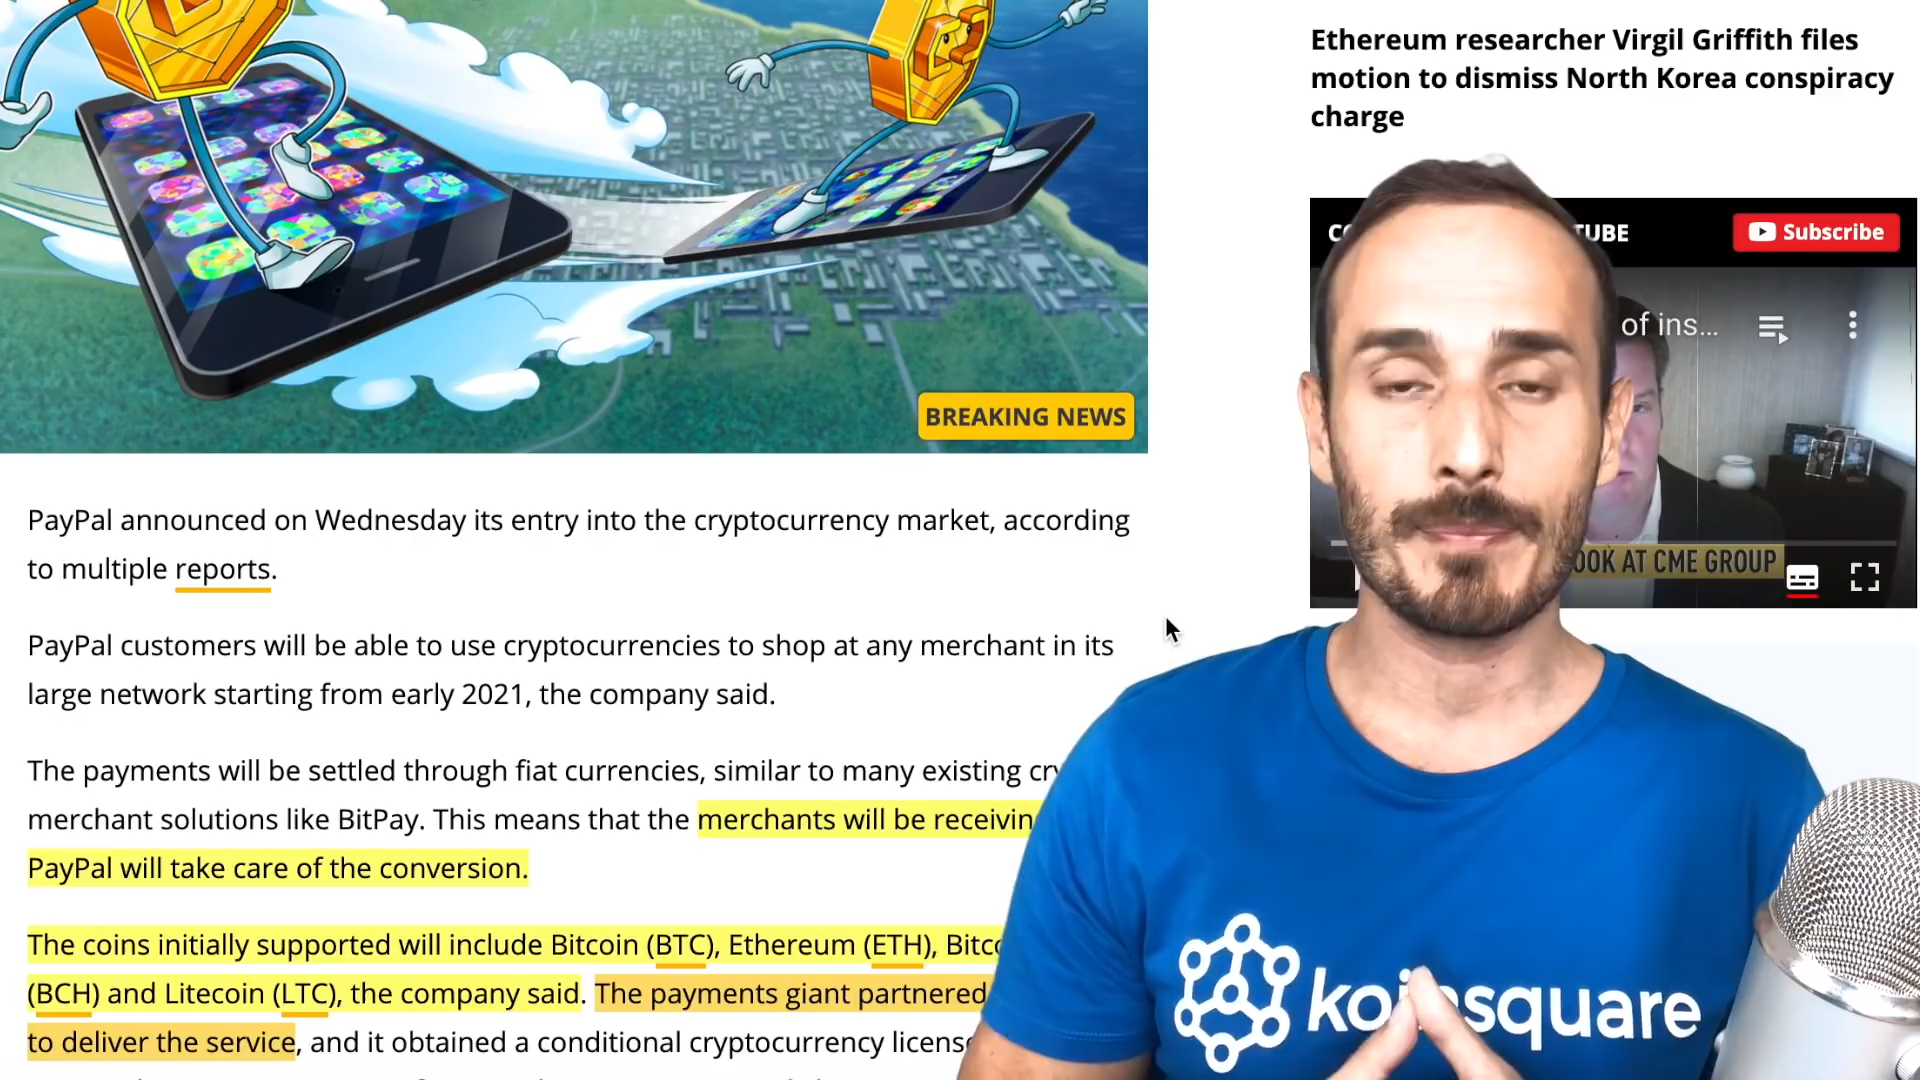 BREAKING NEWS
PayPal announced on Wednesday its entry into the cryptocurrency market, according
to multiple reports.
PayPal customers will be able to use cryptocurrencies to shop at any merchant in its
large network starting from early 2021, the company said.
The payments will be settled through fiat currencies, similar to many existing
merchant solutions like BitPay. This means that the merchants will be
PayPal will take care of the conversion.
The coins initially supported will include Bitcoin (BTC), Ethereum (ETH),
(BCH) and Litecoin (LTC), the company said. The payments giant partnered
to deliver the service, and it obtained a conditional cryptocurrency
Ethereum researcher Virgil Griffith files
motion to dismiss North Korea conspiracy
charge
Subscribe
of ins...
AT CME GROUP